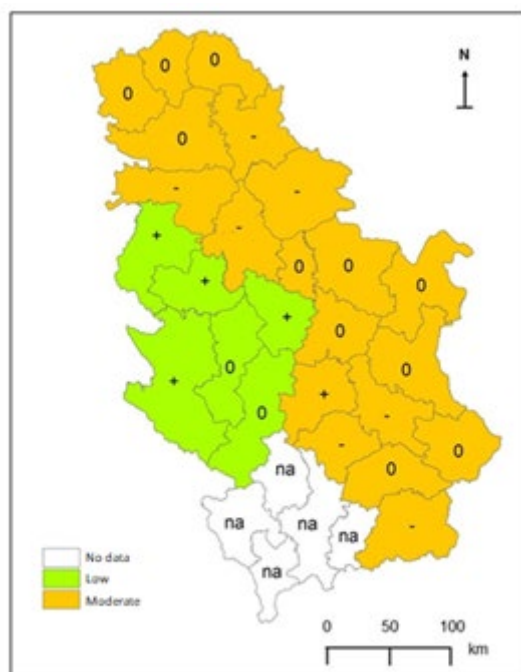 N
0 0 0
0 -
- -
+ -
+ 0 0 0
+ 0
+ 0 0
0 + -
- 0
na 0
na na na -
na
No data
Low
Moderate
0 50 100
km